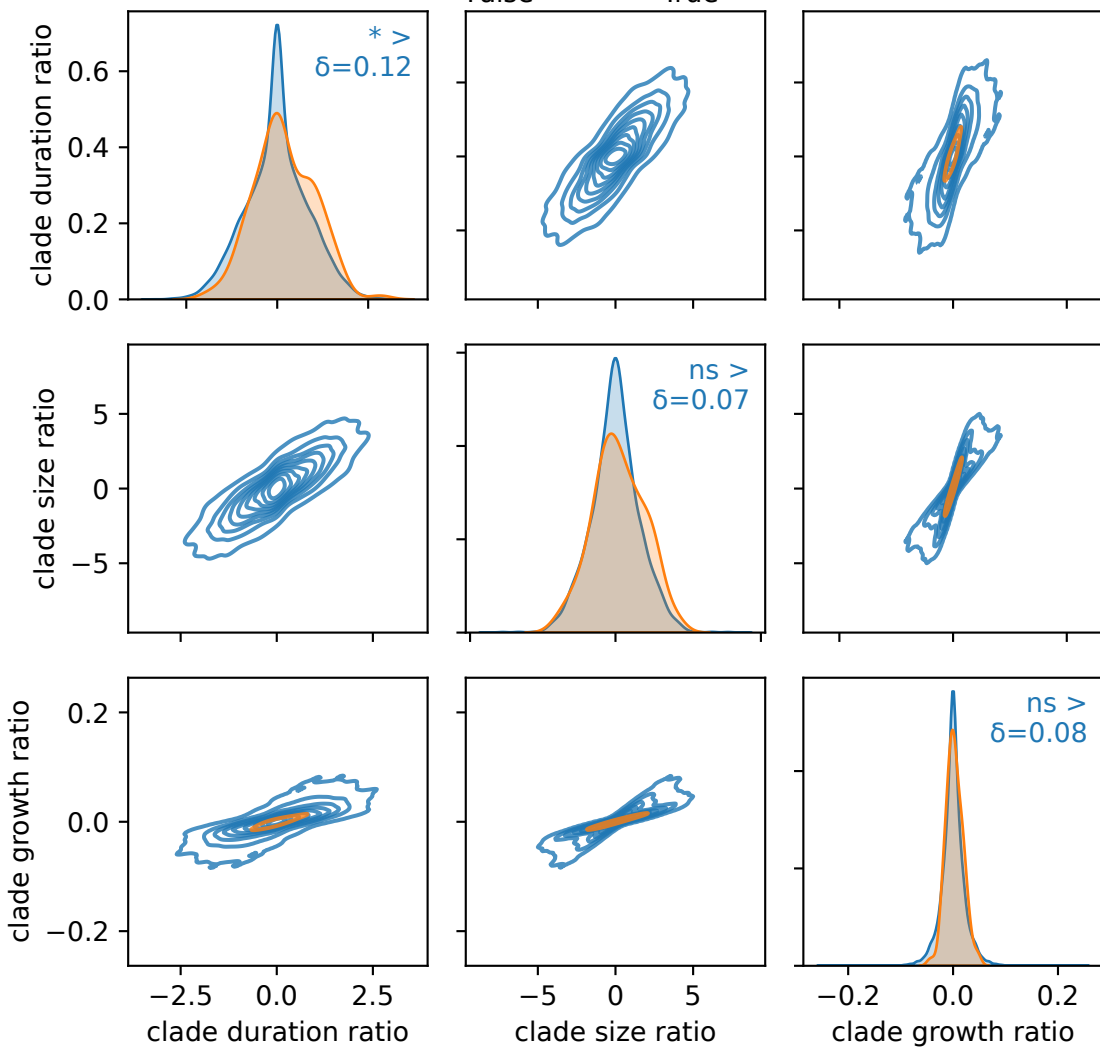 clade duration ratio
0.6
0.4
0.2
0.0
* >
δ=0.12
clade size ratio
5
0
−5
ns >
δ=0.07
clade growth ratio
0.2
0.0
−0.2
ns >
δ=0.08
−2.5 0.0 2.5
−5 0 5
−0.2 0.0 0.2
clade duration ratio
clade size ratio
clade growth ratio